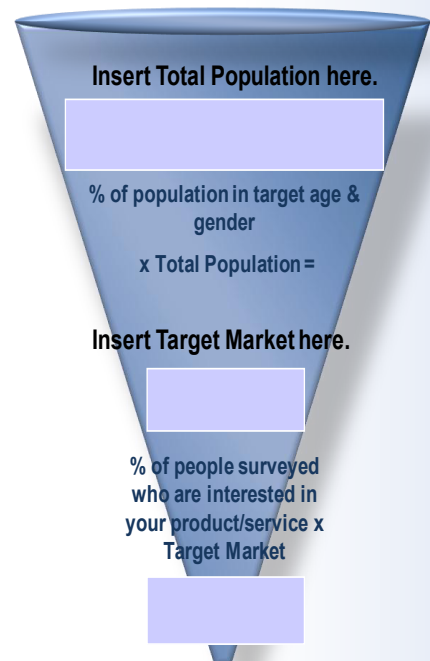 Insert Total Population here.
% of population in target age &
gender
x Total Population =
Insert Target Market here.
% of people surveyed
who are interested in
your product/service x
Target Market